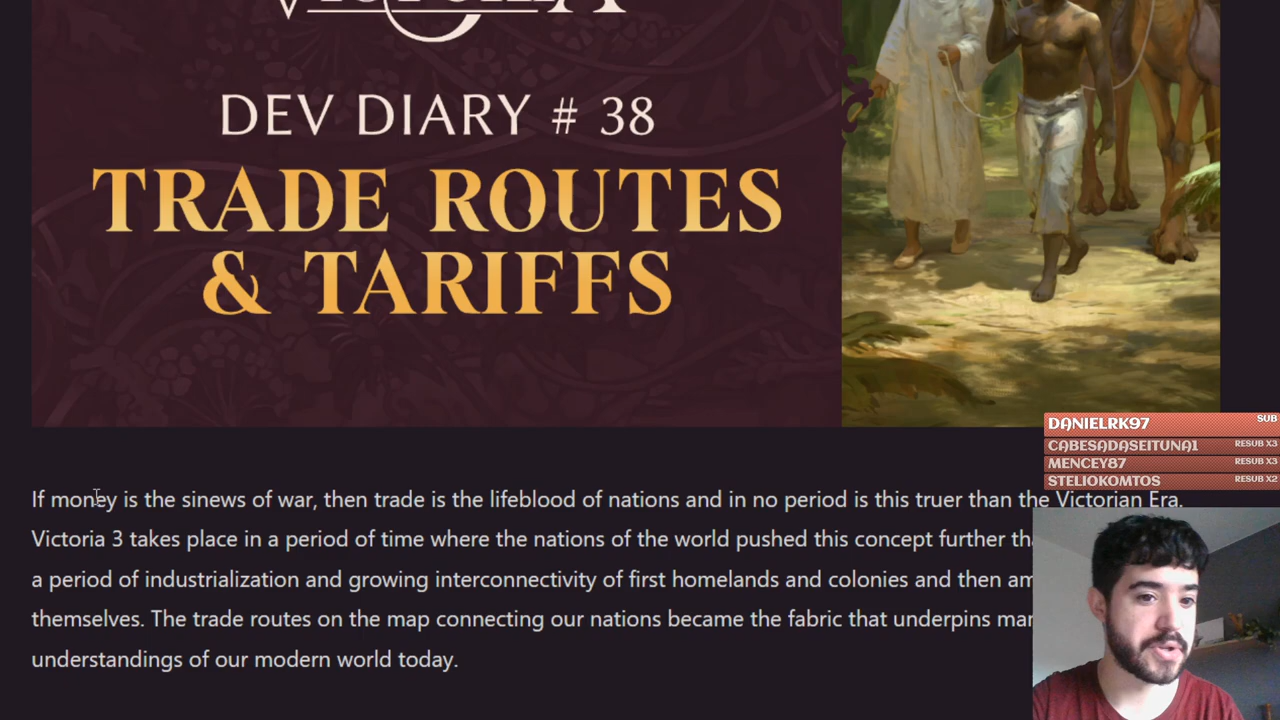 DEV DIARY # 38
TRADE ROUTES
& TARIFFS
DANIELRK97 SUB
CABESADASEITUNA1 RESUB X3
MENCEY87 RESUB X3
STELIOKOMTOS RESUB X2
If money is the sinews of war, then trade is the lifeblood of nations and in no period is this truer than the Victorian Era.
Victoria 3 takes place in a period of time where the nations of the world pushed this concept further
a period of industrialization and growing interconnectivity of first homelands and colonies and then
themselves. The trade routes on the map connecting our nations became the fabric that underpins
understandings of our modern world today.